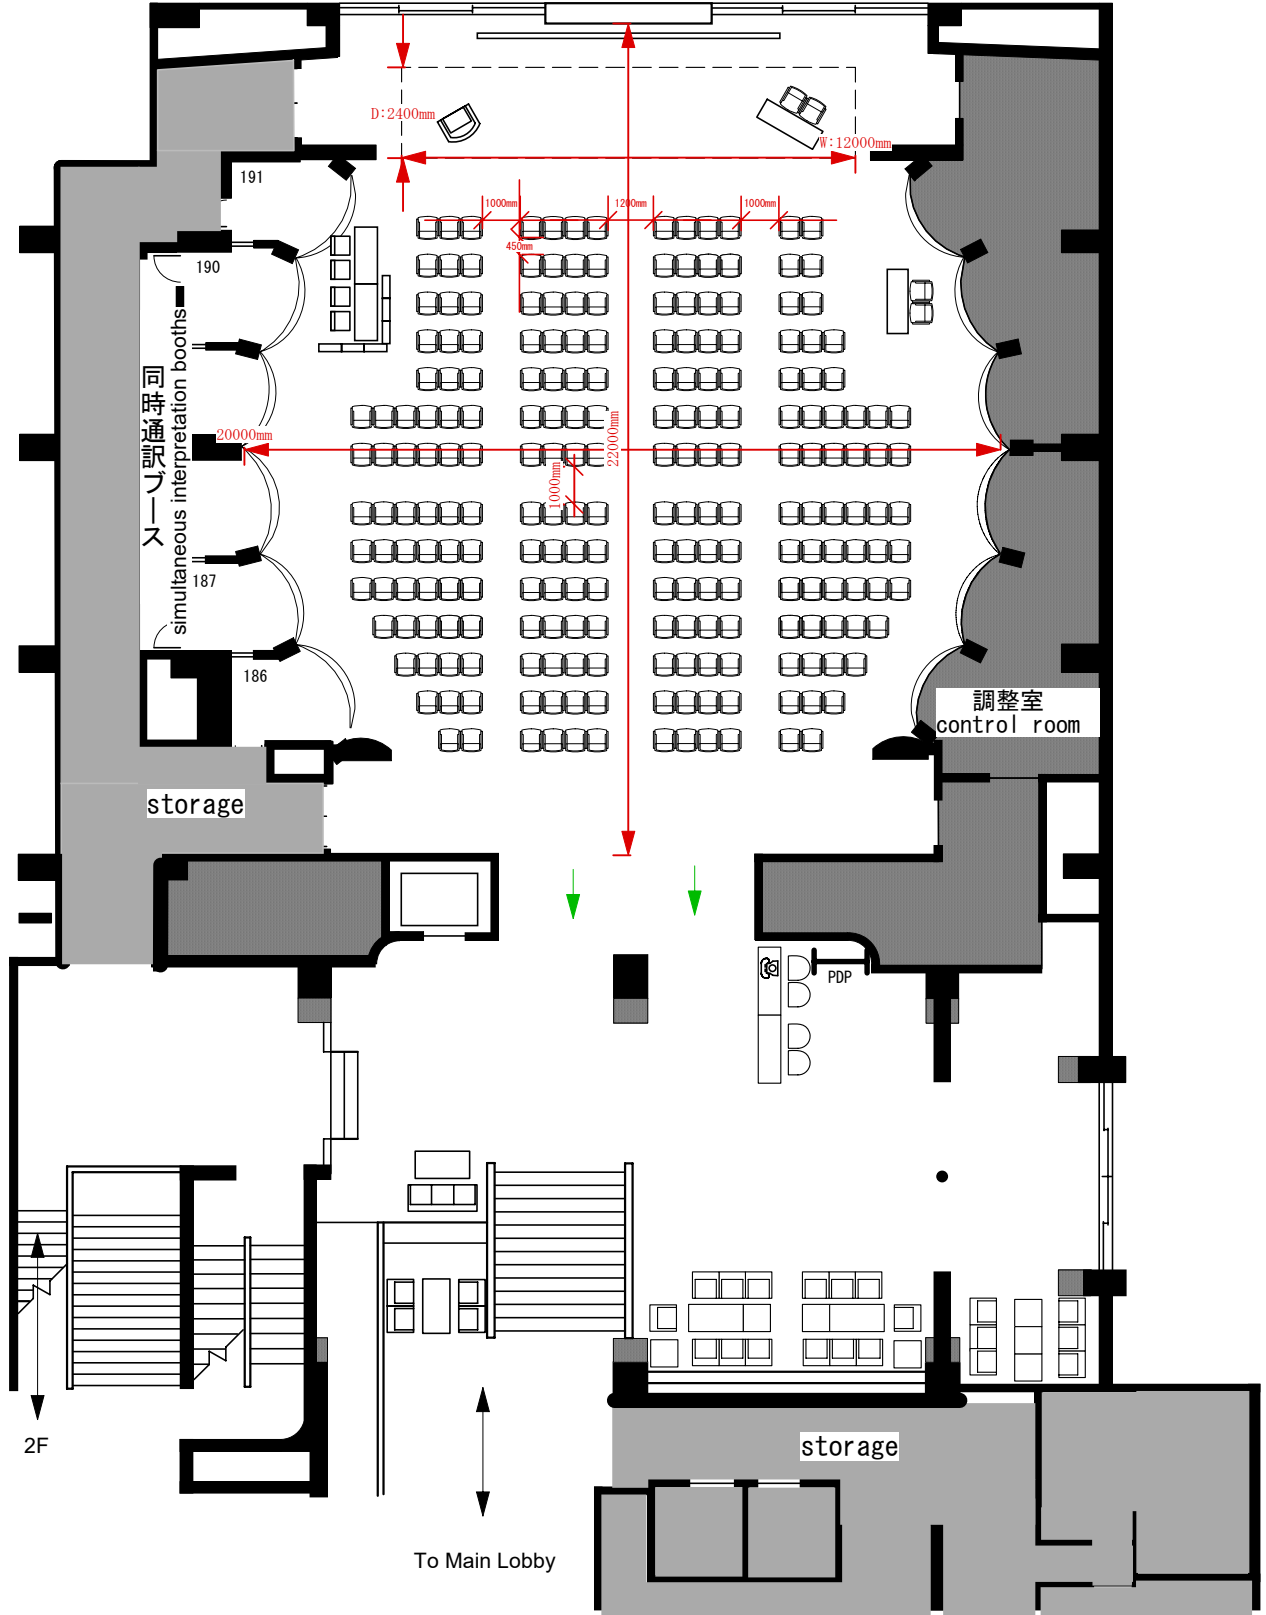 D:2400mm
W:12000mm
191
1000mm
1200mm
1000mm
450mm
190
同時通訳ブース
simultaneous interpretation booths
20000mm
22000mm
1000mm
187
186
調整室
control room
storage
PDP
2F
storage
To Main Lobby